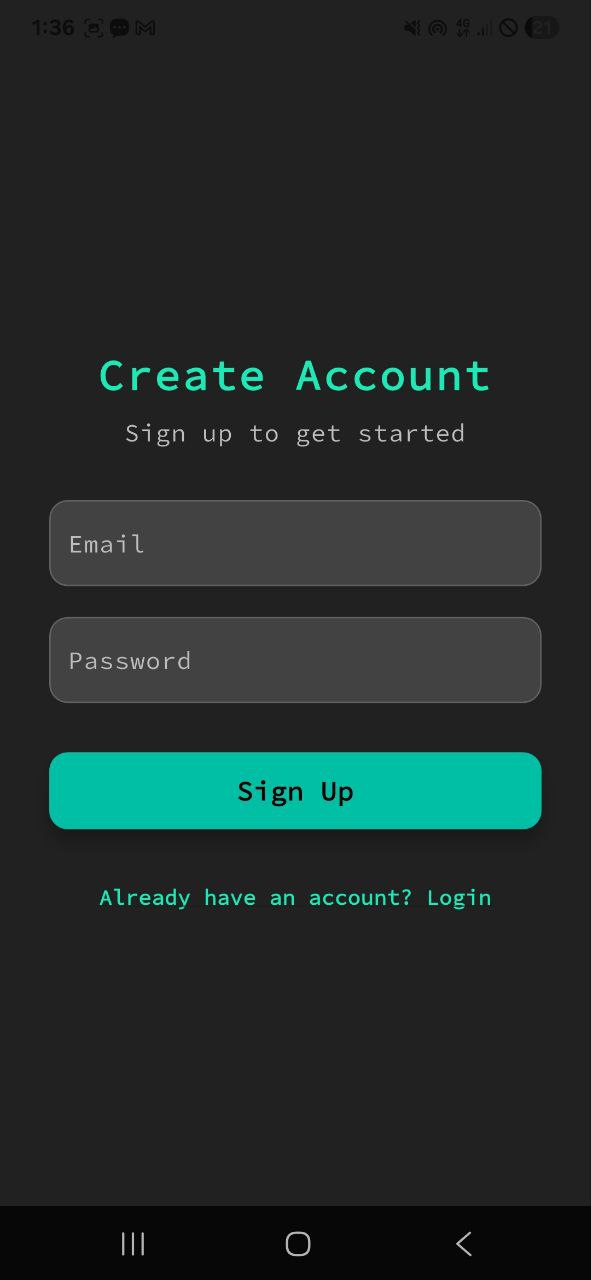 1:36
4G
21
Create Account
Sign up to get started
Email
Password
Sign Up
Already have an account? Login